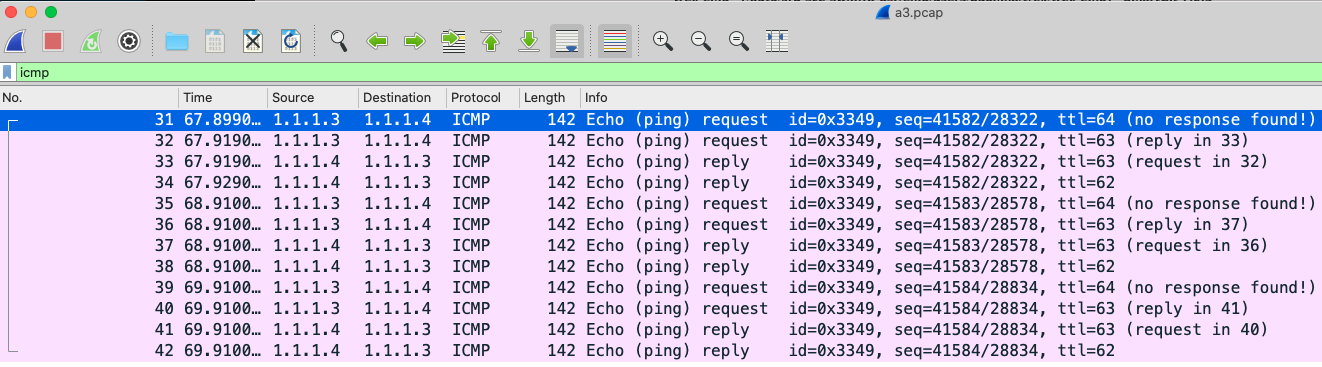 a3.pcap
icmp
No. Time Source Destination Protocol Length Info
31 67.8990… 1.1.1.3 1.1.1.4 ICMP 142 Echo (ping) request id=0x3349, seq=41582/28322, ttl=64 (no response found!)
32 67.9190… 1.1.1.3 1.1.1.4 ICMP 142 Echo (ping) request id=0x3349, seq=41582/28322, ttl=63 (reply in 33)
33 67.9190… 1.1.1.4 1.1.1.3 ICMP 142 Echo (ping) reply id=0x3349, seq=41582/28322, ttl=63 (request in 32)
34 67.9290… 1.1.1.4 1.1.1.3 ICMP 142 Echo (ping) reply id=0x3349, seq=41582/28322, ttl=62
35 68.9100… 1.1.1.3 1.1.1.4 ICMP 142 Echo (ping) request id=0x3349, seq=41583/28578, ttl=64 (no response found!)
36 68.9100… 1.1.1.3 1.1.1.4 ICMP 142 Echo (ping) request id=0x3349, seq=41583/28578, ttl=63 (reply in 37)
37 68.9100… 1.1.1.4 1.1.1.3 ICMP 142 Echo (ping) reply id=0x3349, seq=41583/28578, ttl=63 (request in 36)
38 68.9100… 1.1.1.4 1.1.1.3 ICMP 142 Echo (ping) reply id=0x3349, seq=41583/28578, ttl=62
39 69.9100… 1.1.1.3 1.1.1.4 ICMP 142 Echo (ping) request id=0x3349, seq=41584/28834, ttl=64 (no response found!)
40 69.9100… 1.1.1.3 1.1.1.4 ICMP 142 Echo (ping) request id=0x3349, seq=41584/28834, ttl=63 (reply in 41)
41 69.9100… 1.1.1.4 1.1.1.3 ICMP 142 Echo (ping) reply id=0x3349, seq=41584/28834, ttl=63 (request in 40)
42 69.9100… 1.1.1.4 1.1.1.3 ICMP 142 Echo (ping) reply id=0x3349, seq=41584/28834, ttl=62